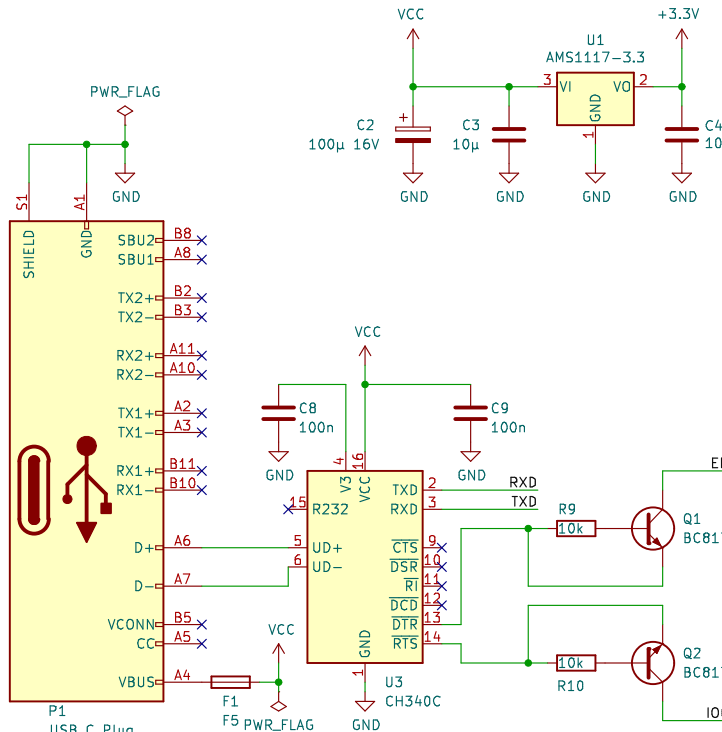 VCC
+3.3V
U1
AMS1117-3.3
3 VI VO 2
GND
1
C2
100µ 16V
+
C3
10µ
C4
10
GND
GND
GND
GND
PWR_FLAG
GND
S1
A1
SHIELD
GND
SBU2 B8
SBU1 A8
TX2+ B2
TX2- B3
RX2+ A11
RX2- A10
TX1+ A2
TX1- A3
RX1+ B11
RX1- B10
D+ A6
D- A7
VCONN B5
CC A5
VBUS A4
P1
USB C Plug
F1
F5
VCC
PWR_FLAG
VCC
C8
100n
GND
C9
100n
GND
4
16
V3
VCC
15 R232
5 UD+
6 UD-
TXD 2 RXD
RXD 3 TXD
CTS 9
DSR 10
RI 11
DCD 12
DTR 13
RTS 14
GND
1
U3
CH340C
GND
R9
10k
Q1
BC817
10k
R10
Q2
BC817